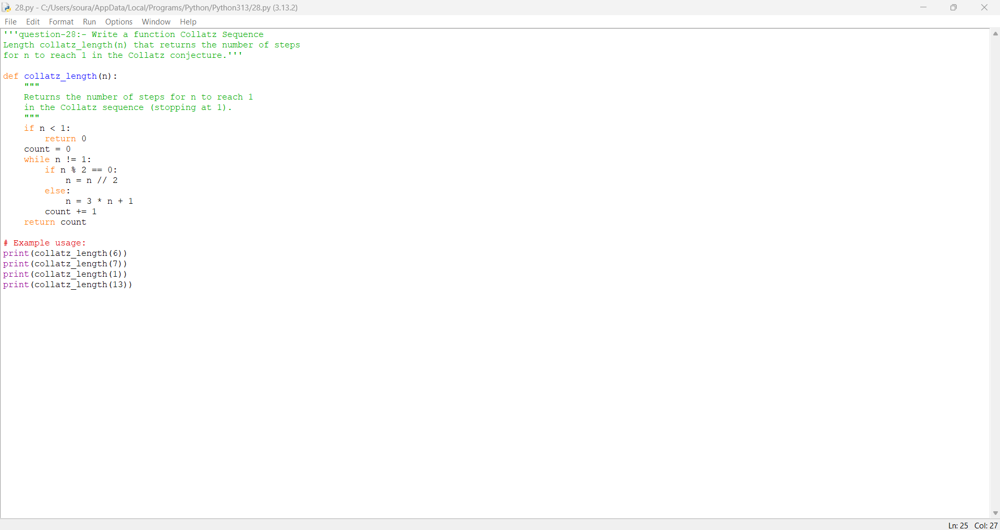 28.py - C:/Users/soura/AppData/Local/Programs/Python/Python313/28.py (3.13.2)
File Edit Format Run Options Window Help
'''question-28:- Write a function Collatz Sequence
Length collatz_length(n) that returns the number of steps
for n to reach 1 in the Collatz conjecture.'''

def collatz_length(n):
    """
    Returns the number of steps for n to reach 1
    in the Collatz sequence (stopping at 1).
    """
    if n < 1:
        return 0
    count = 0
    while n != 1:
        if n % 2 == 0:
            n = n // 2
        else:
            n = 3 * n + 1
        count += 1
    return count

# Example usage:
print(collatz_length(6))
print(collatz_length(7))
print(collatz_length(1))
print(collatz_length(13))
Ln: 25 Col: 27